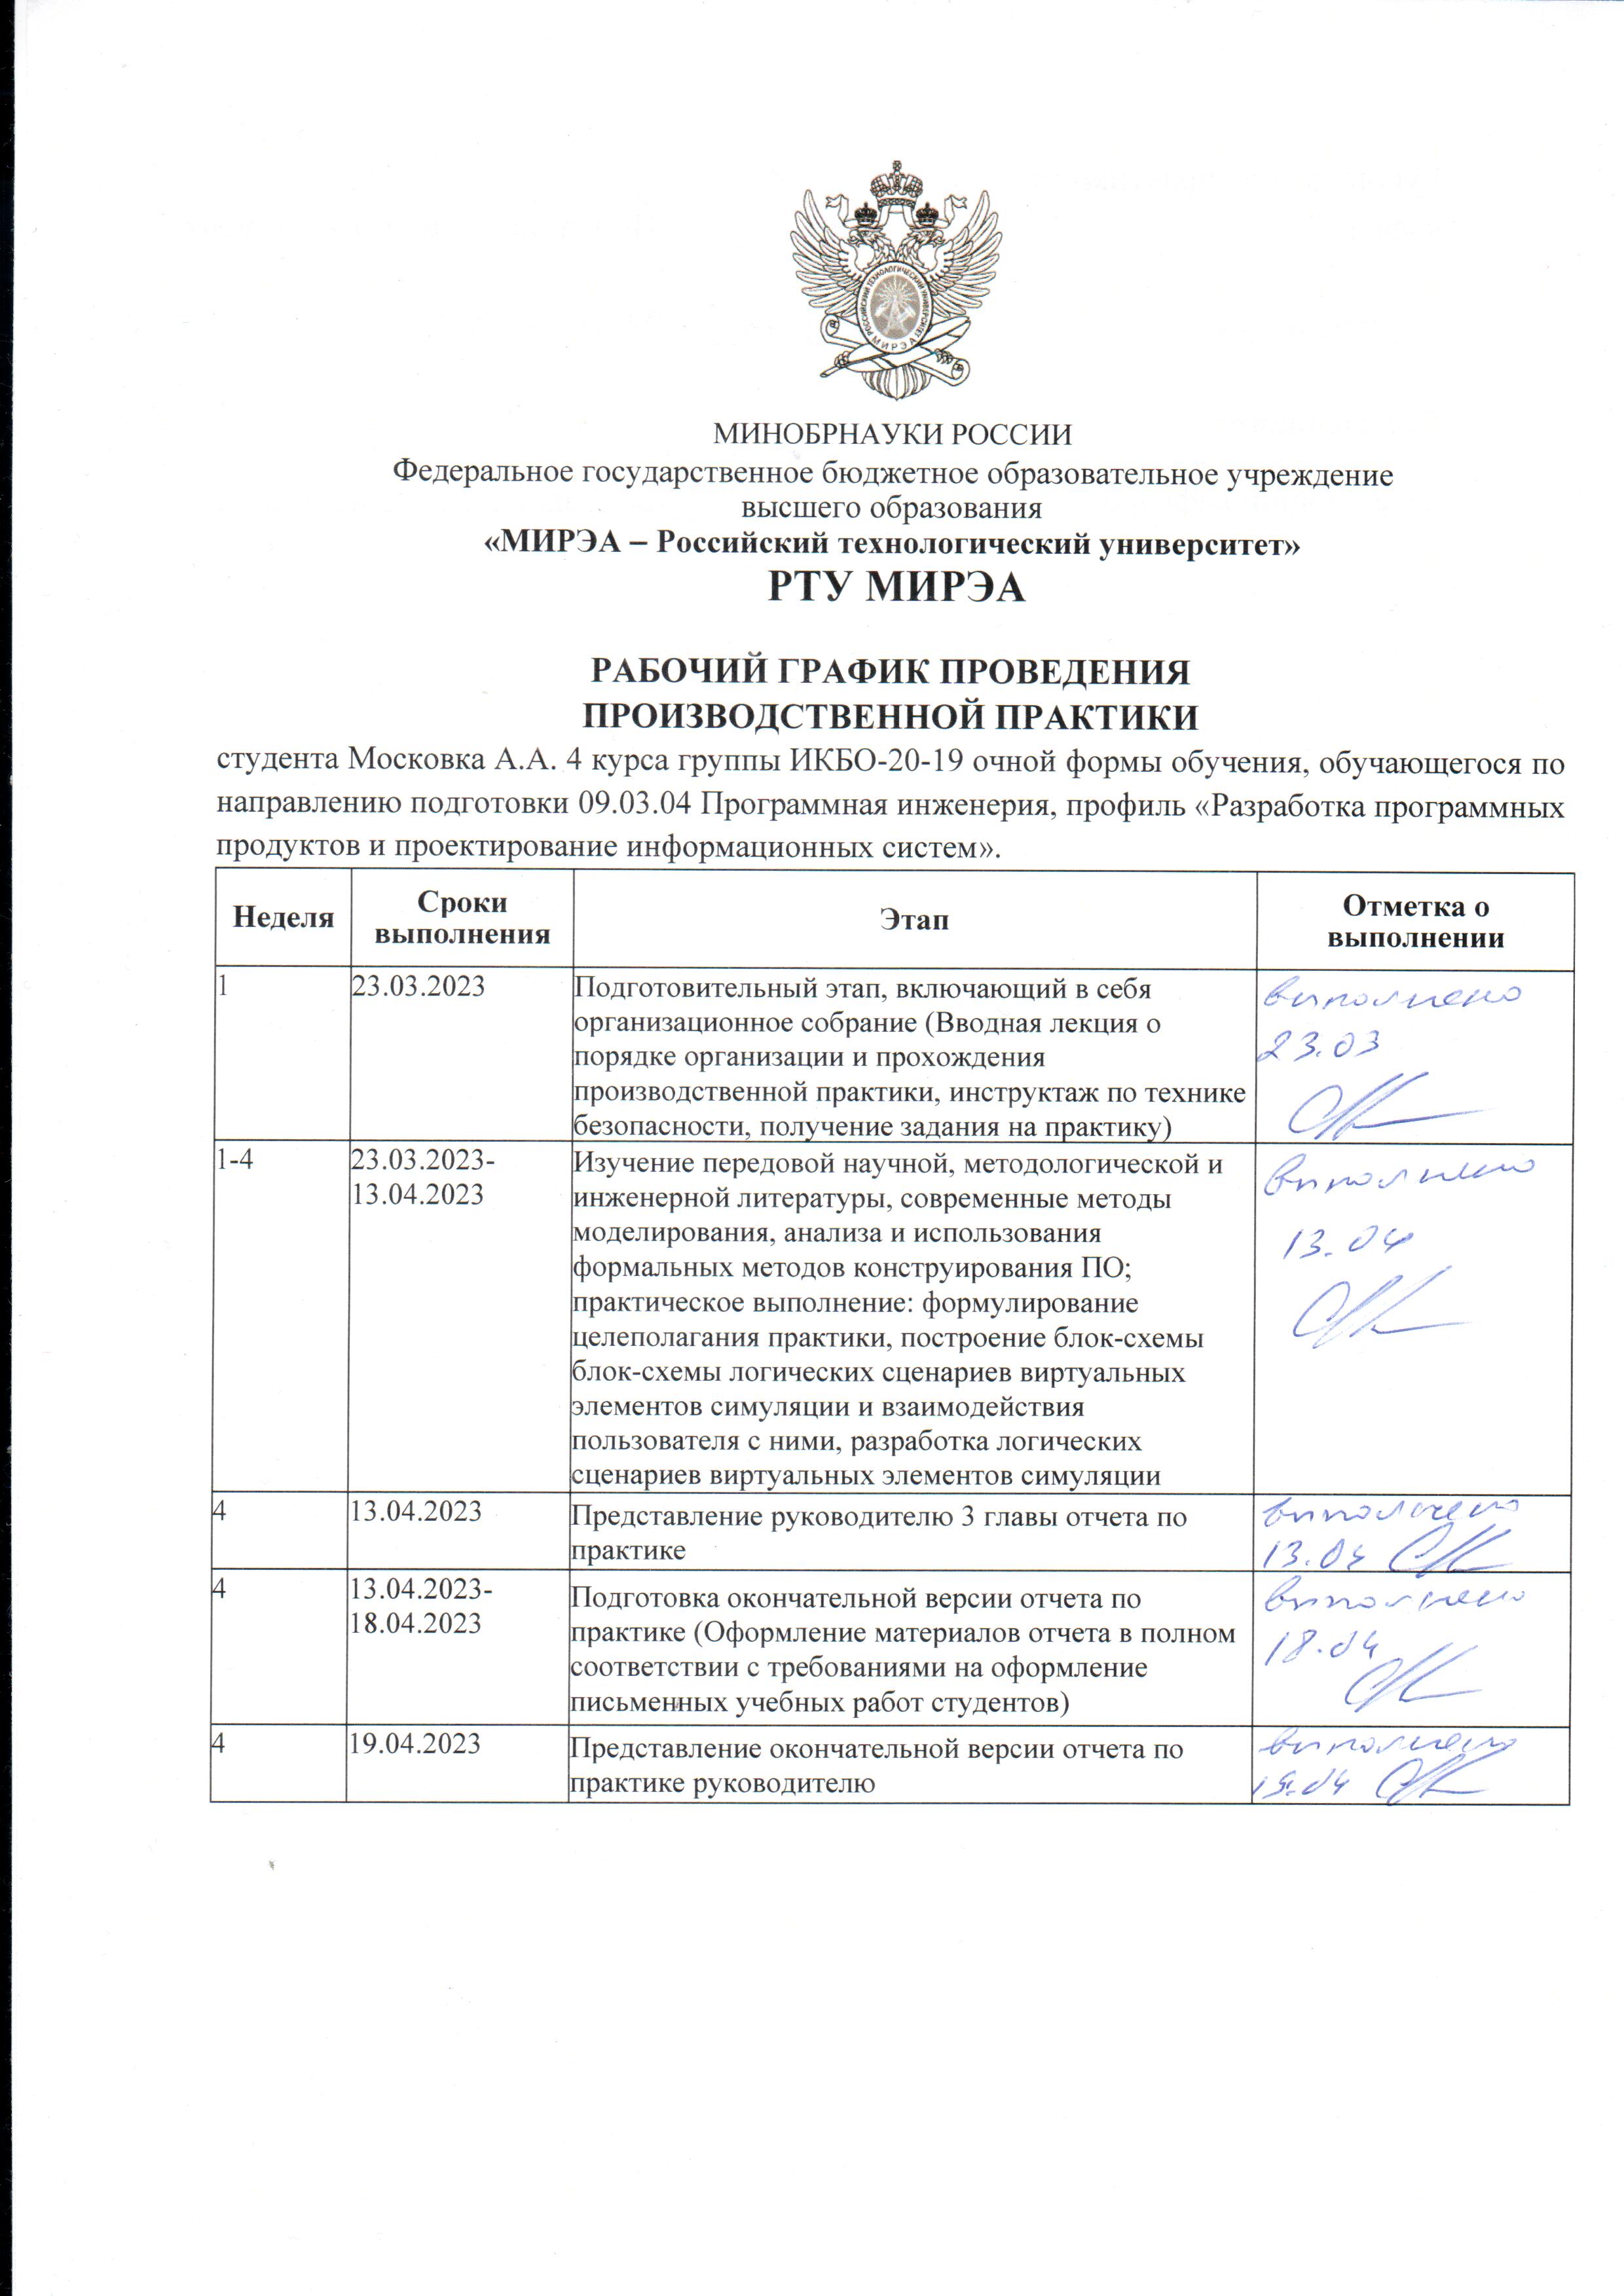 РОССИЙСКИЙ ТЕХНОЛОГИЧЕСКИЙ УНИВЕРСИТЕТ
МИРЭА
МИНОБРНАУКИ РОССИИ
Федеральное государственное бюджетное образовательное учреждение
высшего образования
«МИРЭА – Российский технологический университет»
РТУ МИРЭА
РАБОЧИЙ ГРАФИК ПРОВЕДЕНИЯ
ПРОИЗВОДСТВЕННОЙ ПРАКТИКИ
студента Московка А.А. 4 курса группы ИКБО-20-19 очной формы обучения, обучающегося по
направлению подготовки 09.03.04 Программная инженерия, профиль «Разработка программных
продуктов и проектирование информационных систем».
Неделя
Сроки
выполнения
Этап
Отметка о
выполнении
1
23.03.2023
Подготовительный этап, включающий в себя
организационное собрание (Вводная лекция о
порядке организации и прохождения
производственной практики, инструктаж по технике
безопасности, получение задания на практику)
выполнено
23.03
1-4
23.03.2023-
13.04.2023
Изучение передовой научной, методологической и
инженерной литературы, современные методы
моделирования, анализа и использования
формальных методов конструирования ПО;
практическое выполнение: формулирование
целеполагания практики, построение блок-схемы
блок-схемы логических сценариев виртуальных
элементов симуляции и взаимодействия
пользователя с ними, разработка логических
сценариев виртуальных элементов симуляции
Выполнено
13.04
4
13.04.2023
Представление руководителю 3 главы отчета по
практике
выполнено
13.04
4
13.04.2023-
18.04.2023
Подготовка окончательной версии отчета по
практике (Оформление материалов отчета в полном
соответствии с требованиями на оформление
письменных учебных работ студентов)
выполнено
18.04
4
19.04.2023
Представление окончательной версии отчета по
практике руководителю
выполнено
19.04